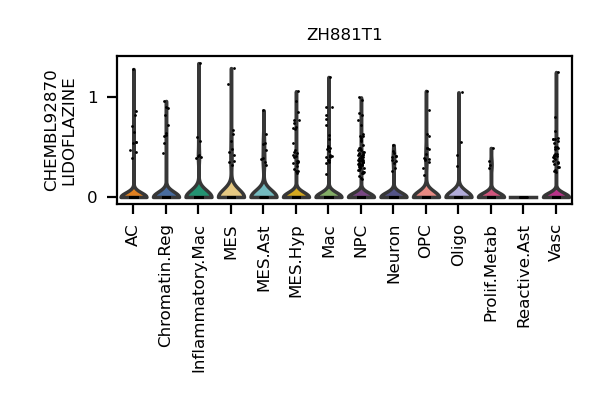 ZH881T1
CHEMBL92870
LIDOFLAZINE
1
0
AC
Chromatin.Reg
Inflammatory.Mac
MES
MES.Ast
MES.Hyp
Mac
NPC
Neuron
OPC
Oligo
Prolif.Metab
Reactive.Ast
Vasc